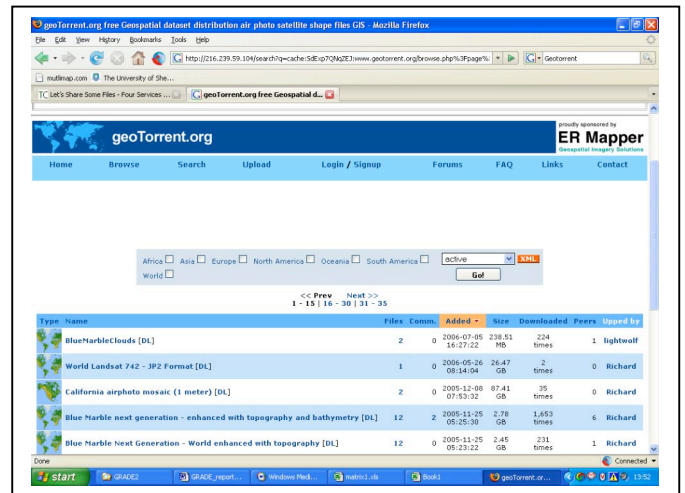 geoTorrent.org free Geospatial dataset distribution air photo satellite shape files GIS - Mozilla Firefox
File Edit View History Bookmarks Tools Help
http://216.239.59.104/search?q=cache:SdExp7QNqZEJ:www.geotorrent.org/browse.php%3Fpage% Geotorrent
mutlimap.com The University of She...
TC Let's Share Some Files - Four Services ... geoTorrent.org free Geospatial d...
geoTorrent.org
proudly sponsored by
ER Mapper
Geospatial Imagery Solutions
Home Browse Search Upload Login / Signup Forums FAQ Links Contact
Africa Asia Europe North America Oceania South America active XML
World Go!
<< Prev Next >>
1 - 15 | 16 - 30 | 31 - 35
Type Name Files Comm. Added Size Downloaded Peers Upped by
BlueMarbleClouds [DL] 2 0 2006-07-05 16:27:22 238.51 MB 224 times 1 lightwolf
World Landsat 742 - JP2 Format [DL] 1 0 2006-05-26 08:14:04 26.47 GB 2 times 0 Richard
California airphoto mosaic (1 meter) [DL] 2 0 2005-12-08 07:53:32 87.41 GB 35 times 0 Richard
Blue Marble next generation - enhanced with topography and bathymetry [DL] 12 2 2005-11-25 05:25:30 2.78 GB 1,653 times 6 Richard
Blue Marble Next Generation - World enhanced with topography [DL] 12 0 2005-11-25 05:23:22 2.45 GB 231 times 1 Richard
Done Connected
start GRADE2 GRADE_report... Windows Medi... matrix1.xls Book1 geoTorrent.or... 13:52